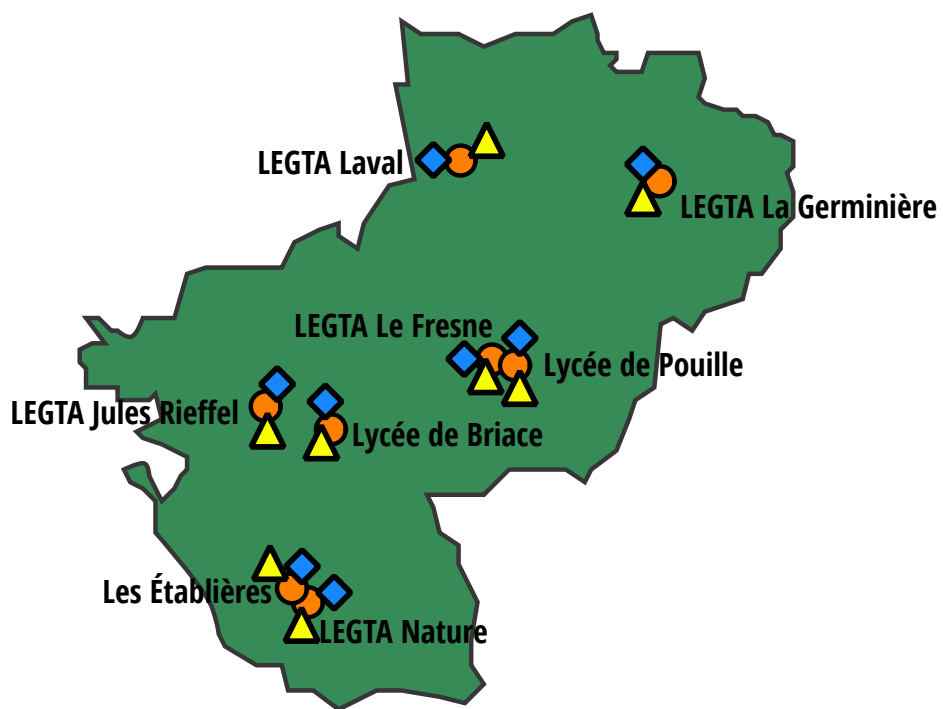 LEGTA Laval
LEGTA La Germinière
LEGTA Le Fresne
Lycée de Pouille
LEGTA Jules Rieffel
Lycée de Briace
Les Établières
LEGTA Nature